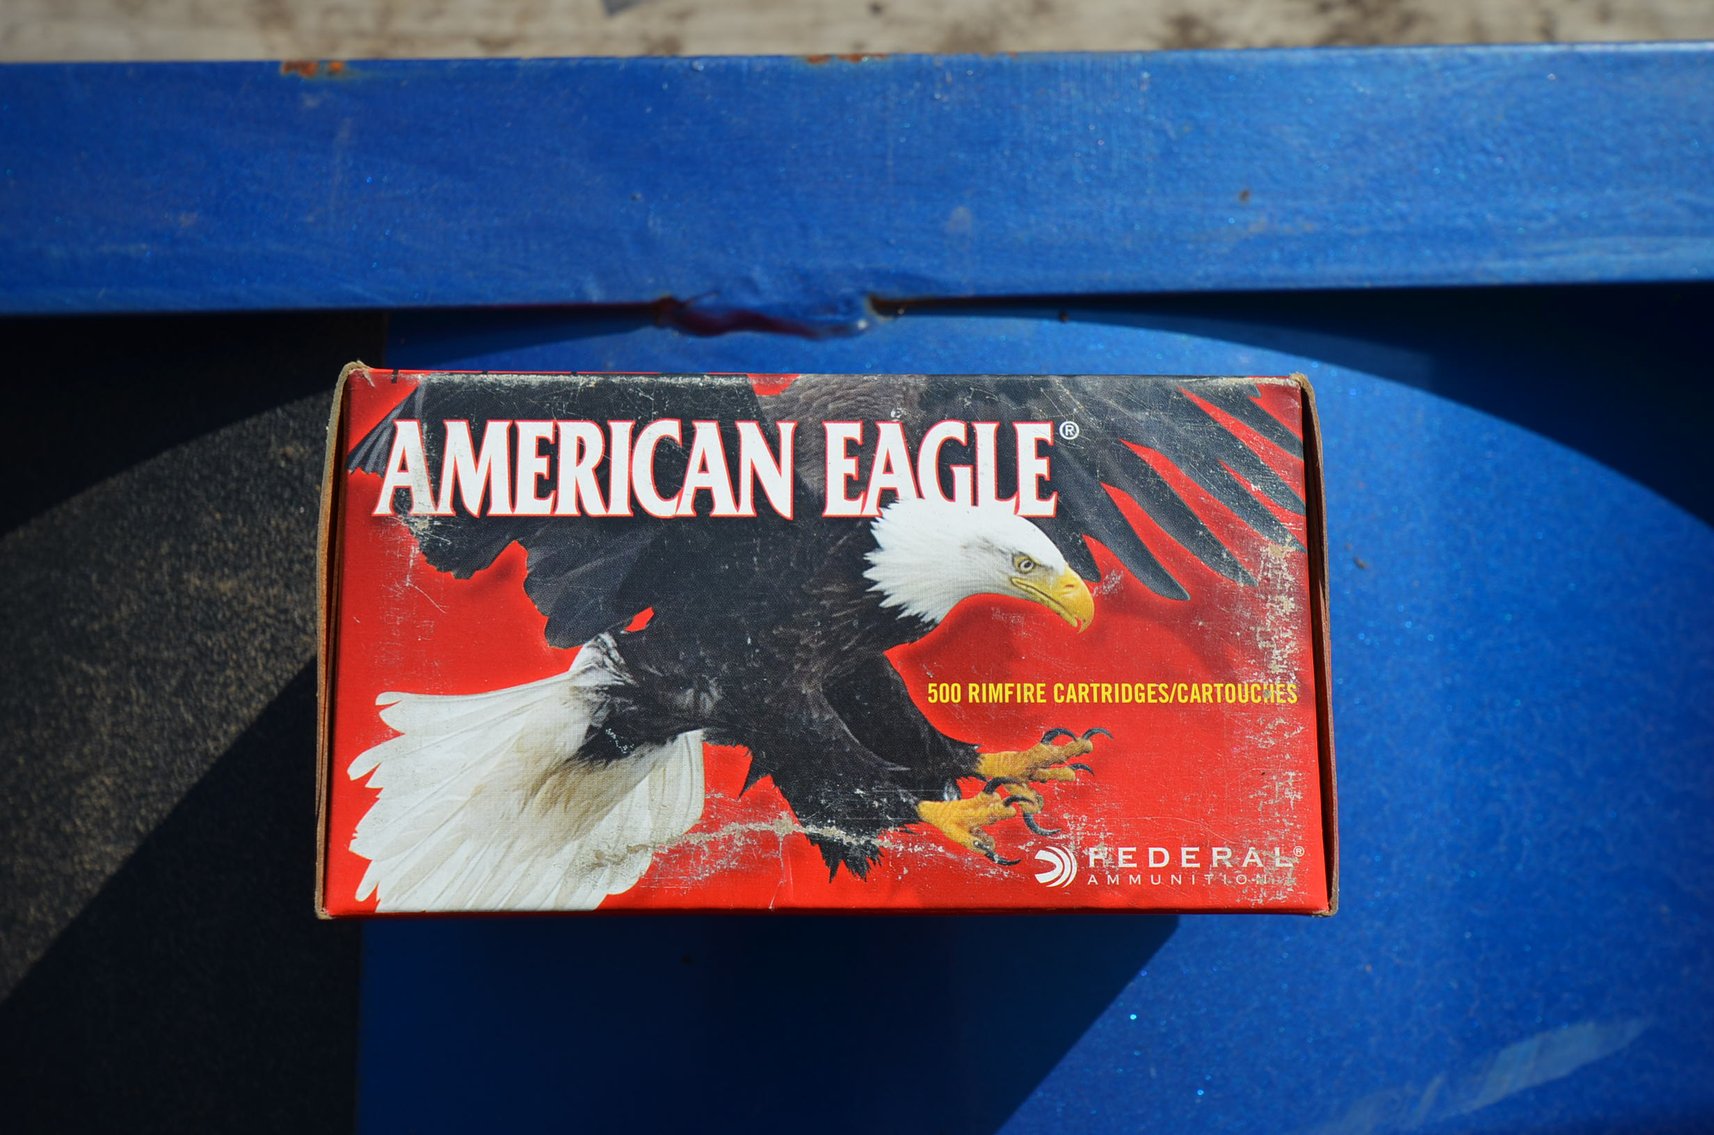 AMERICAN EAGLE®
500 RIMFIRE CARTRIDGES/CARTOUCHES
FEDERAL®
AMMUNITION